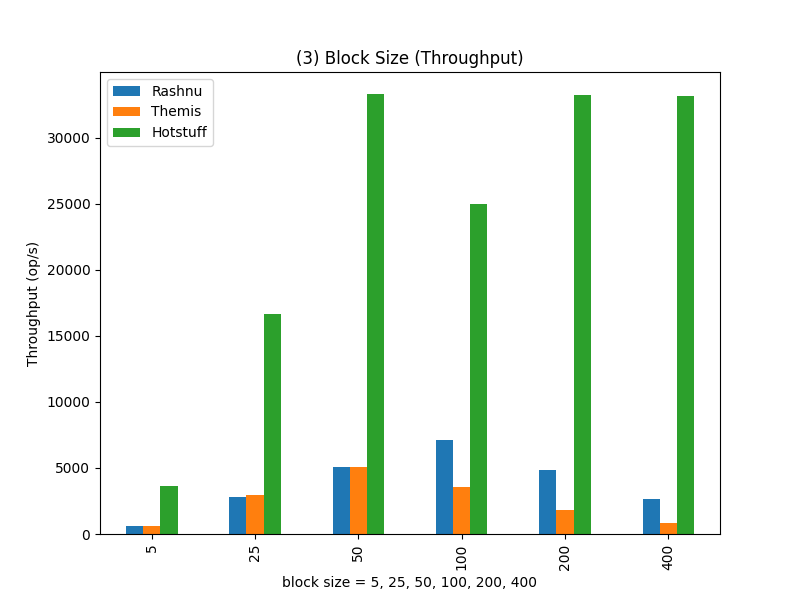 (3) Block Size (Throughput)
Rashnu
Themis
Hotstuff
Throughput (op/s)
30000
25000
20000
15000
10000
5000
0
5
25
50
100
200
400
block size = 5, 25, 50, 100, 200, 400